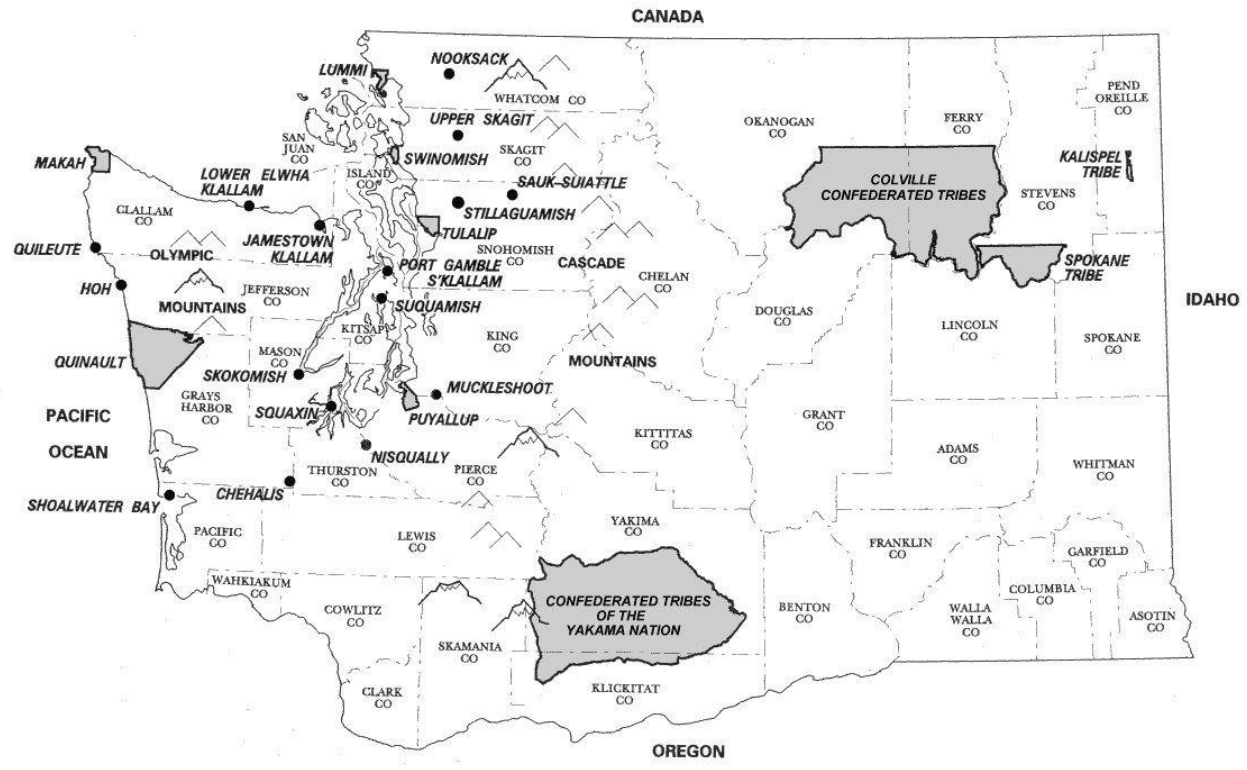 CANADA
NOOKSACK
LUMMI
WHATCOM CO
PEND
OREILLE
CO
OKANOGAN
CO
FERRY
CO
UPPER SKAGIT
SAN
JUAN
CO
SKAGIT
CO
SWINOMISH
MAKAH
LOWER ELWHA
KLALLAM
ISLAND
CO
KALISPEL
TRIBE
SAUK-SUIATTLE
COLVILLE
CONFEDERATED TRIBES
STEVENS
CO
CLALLAM
CO
STILLAGUAMISH
JAMESTOWN
KLALLAM
TULALIP
QUILEUTE
OLYMPIC
SNOHOMISH
CO
CASCADE
SPOKANE
TRIBE
PORT GAMBLE
S'KLALLAM
CHELAN
CO
HOH
JEFFERSON
CO
MOUNTAINS
SUQUAMISH
IDAHO
DOUGLAS
CO
LINCOLN
CO
SPOKANE
CO
KITSAP
CO
KING
CO
QUINAULT
MASON
CO
MOUNTAINS
SKOKOMISH
MUCKLESHOOT
GRAYS
HARBOR
CO
SQUAXIN
PUYALLUP
PACIFIC
OCEAN
GRANT
CO
KITTITAS
CO
ADAMS
CO
WHITMAN
CO
NISQUALLY
THURSTON
CO
PIERCE
CO
CHEHALIS
SHOALWATER BAY
PACIFIC
CO
LEWIS
CO
YAKIMA
CO
FRANKLIN
CO
GARFIELD
CO
WAHKIAKUM
CO
COLUMBIA
CO
COWLITZ
CO
CONFEDERATED TRIBES
OF THE
YAKAMA NATION
BENTON
CO
WALLA
WALLA
CO
ASOTIN
CO
SKAMANIA
CO
CLARK
CO
KLICKITAT
CO
OREGON